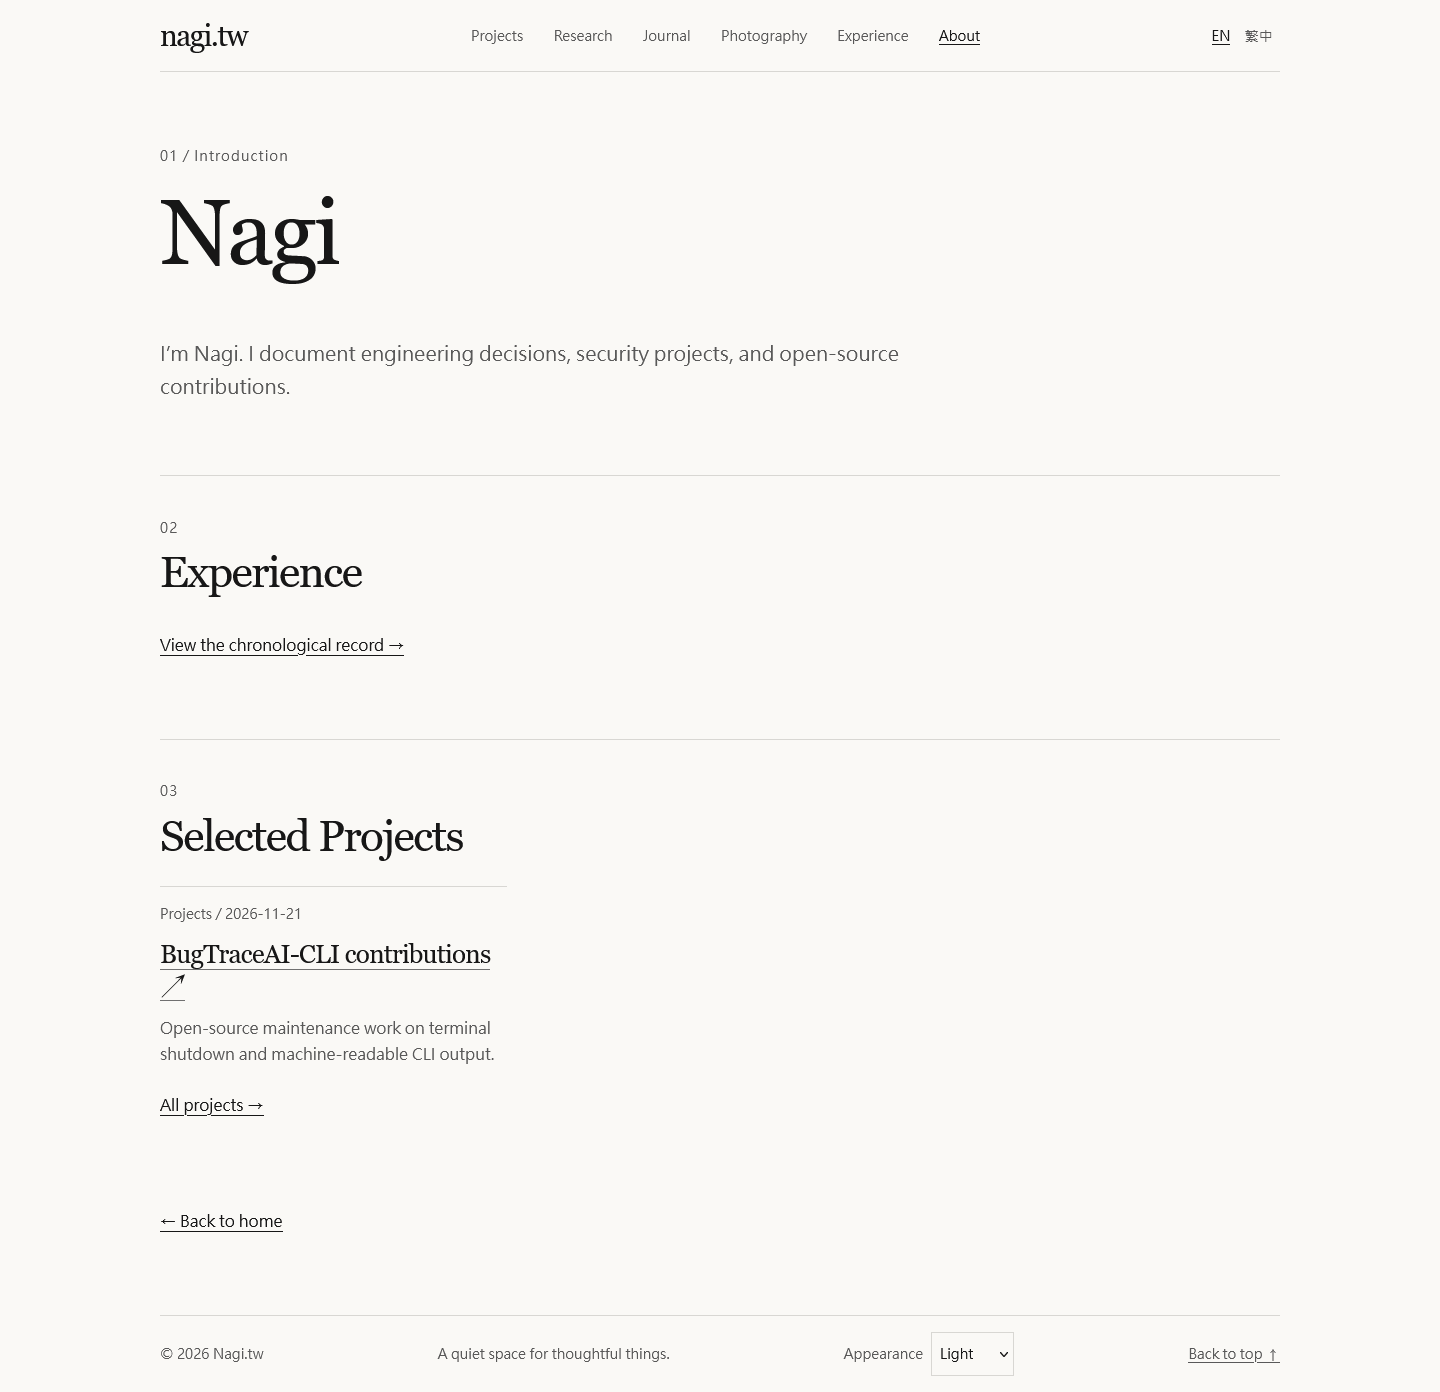 nagi.tw
Projects Research Journal Photography Experience About
EN 繁中
01 / Introduction
Nagi
I’m Nagi. I document engineering decisions, security projects, and open-source
contributions.
02
Experience
View the chronological record →
03
Selected Projects
Projects / 2026-11-21
BugTraceAI-CLI contributions
↗
Open-source maintenance work on terminal
shutdown and machine-readable CLI output.
All projects →
← Back to home
© 2026 Nagi.tw
A quiet space for thoughtful things.
Appearance Light
Back to top ↑